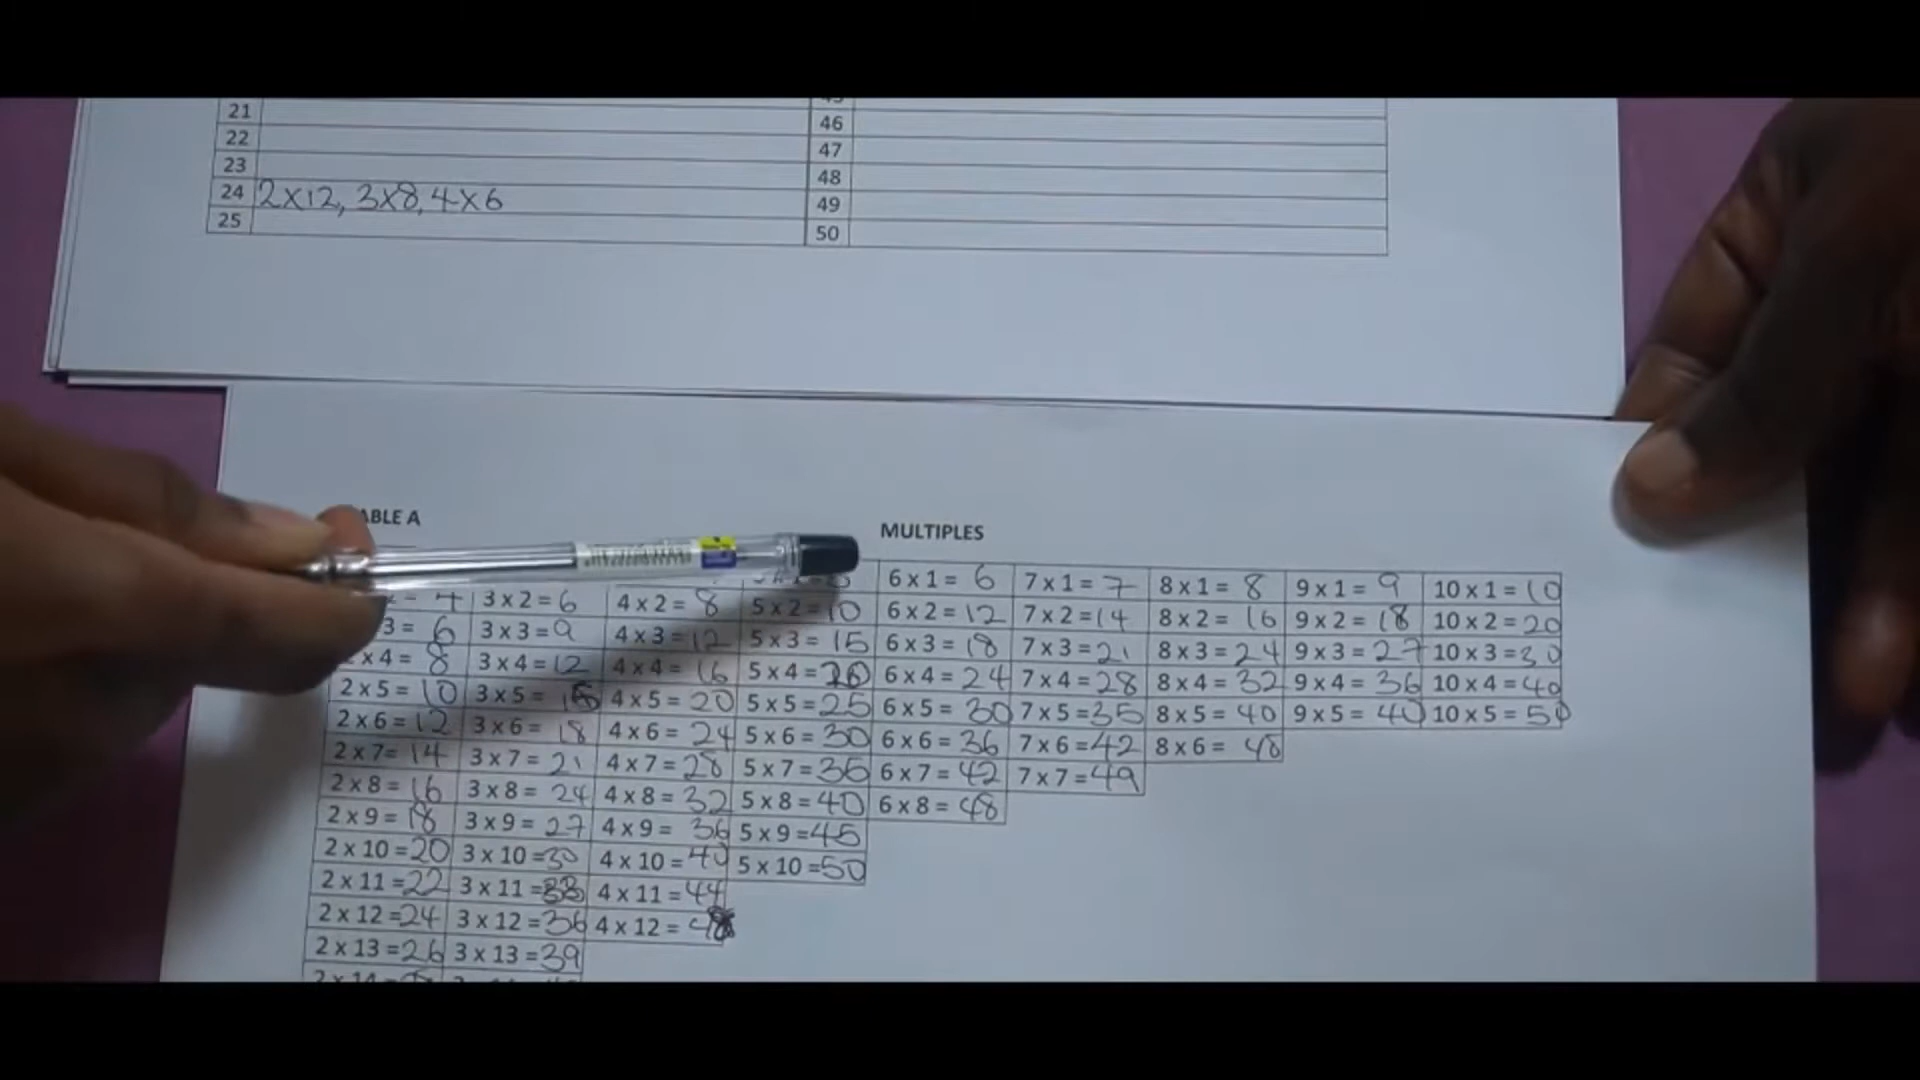 21
22 46
23 47
24 2x12, 3x8, 4x6 48
25 49
50
ABLE A MULTIPLES
6 x 1 = 6 7 x 1 = 7 8 x 1 = 8 9 x 1 = 9 10 x 1 = 10
4 3 x 2 = 6 4 x 2 = 8 5 x 2 = 10 6 x 2 = 12 7 x 2 = 14 8 x 2 = 16 9 x 2 = 18 10 x 2 = 20
3 = 6 3 x 3 = 9 4 x 3 = 12 5 x 3 = 15 6 x 3 = 18 7 x 3 = 21 8 x 3 = 24 9 x 3 = 27 10 x 3 = 30
x 4 = 8 3 x 4 = 12 4 x 4 = 16 5 x 4 = 20 6 x 4 = 24 7 x 4 = 28 8 x 4 = 32 9 x 4 = 36 10 x 4 = 40
2 x 5 = 10 3 x 5 = 15 4 x 5 = 20 5 x 5 = 25 6 x 5 = 30 7 x 5 = 35 8 x 5 = 40 9 x 5 = 40 10 x 5 = 50
2 x 6 = 12 3 x 6 = 18 4 x 6 = 24 5 x 6 = 30 6 x 6 = 36 7 x 6 = 42 8 x 6 = 48
2 x 7 = 14 3 x 7 = 21 4 x 7 = 28 5 x 7 = 35 6 x 7 = 42 7 x 7 = 49
2 x 8 = 16 3 x 8 = 24 4 x 8 = 32 5 x 8 = 40 6 x 8 = 48
2 x 9 = 18 3 x 9 = 27 4 x 9 = 36 5 x 9 = 45
2 x 10 = 20 3 x 10 = 30 4 x 10 = 40 5 x 10 = 50
2 x 11 = 22 3 x 11 = 33 4 x 11 = 44
2 x 12 = 24 3 x 12 = 36 4 x 12 = 48
2 x 13 = 26 3 x 13 = 39